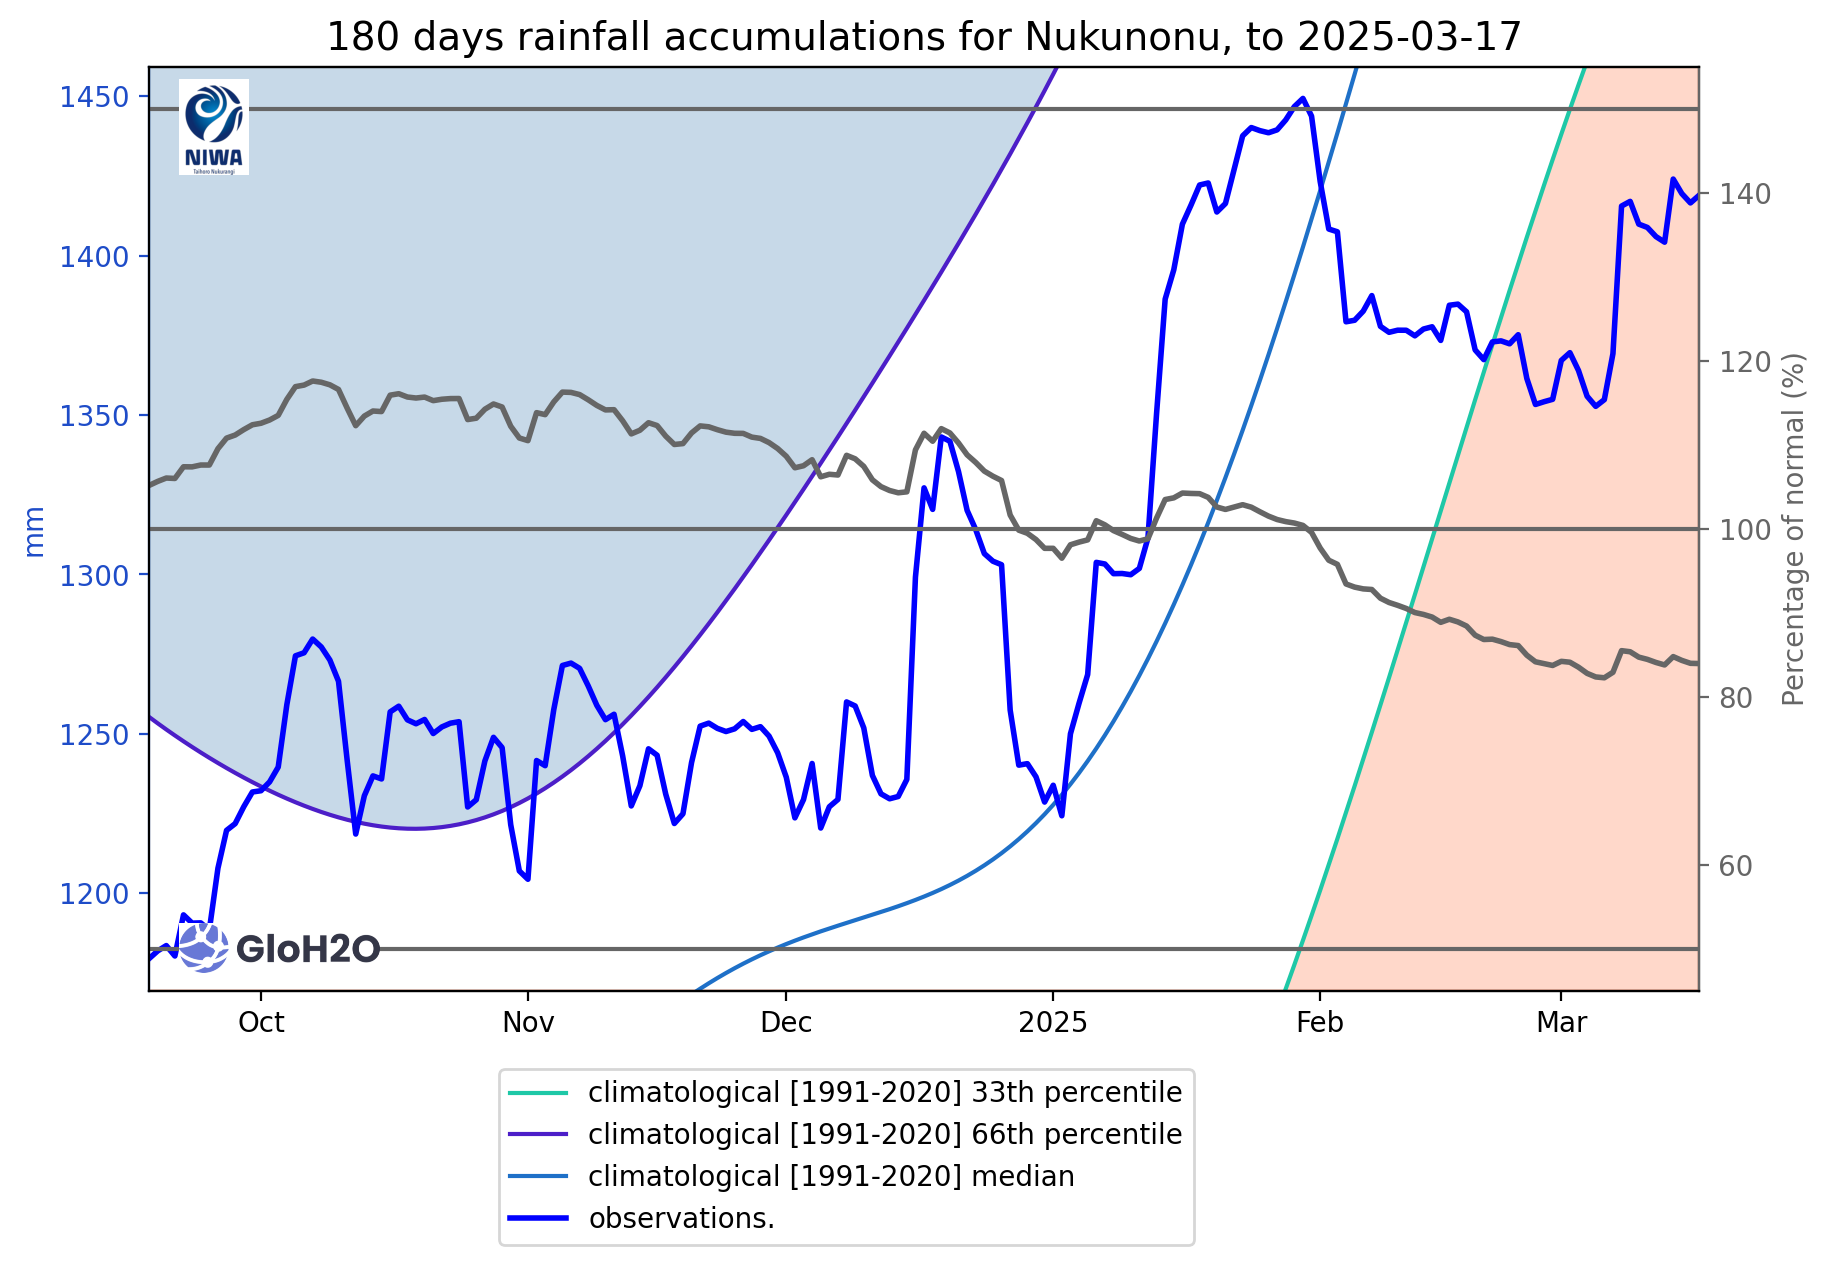 180 days rainfall accumulations for Nukunonu, to 2025-03-17
NIWA
Taihoro Nukurangi
1450
1400
1350
1300
1250
1200
mm
140
120
100
80
60
Percentage of normal (%)
GloH2O
Oct
Nov
Dec
2025
Feb
Mar
climatological [1991-2020] 33th percentile
climatological [1991-2020] 66th percentile
climatological [1991-2020] median
observations.